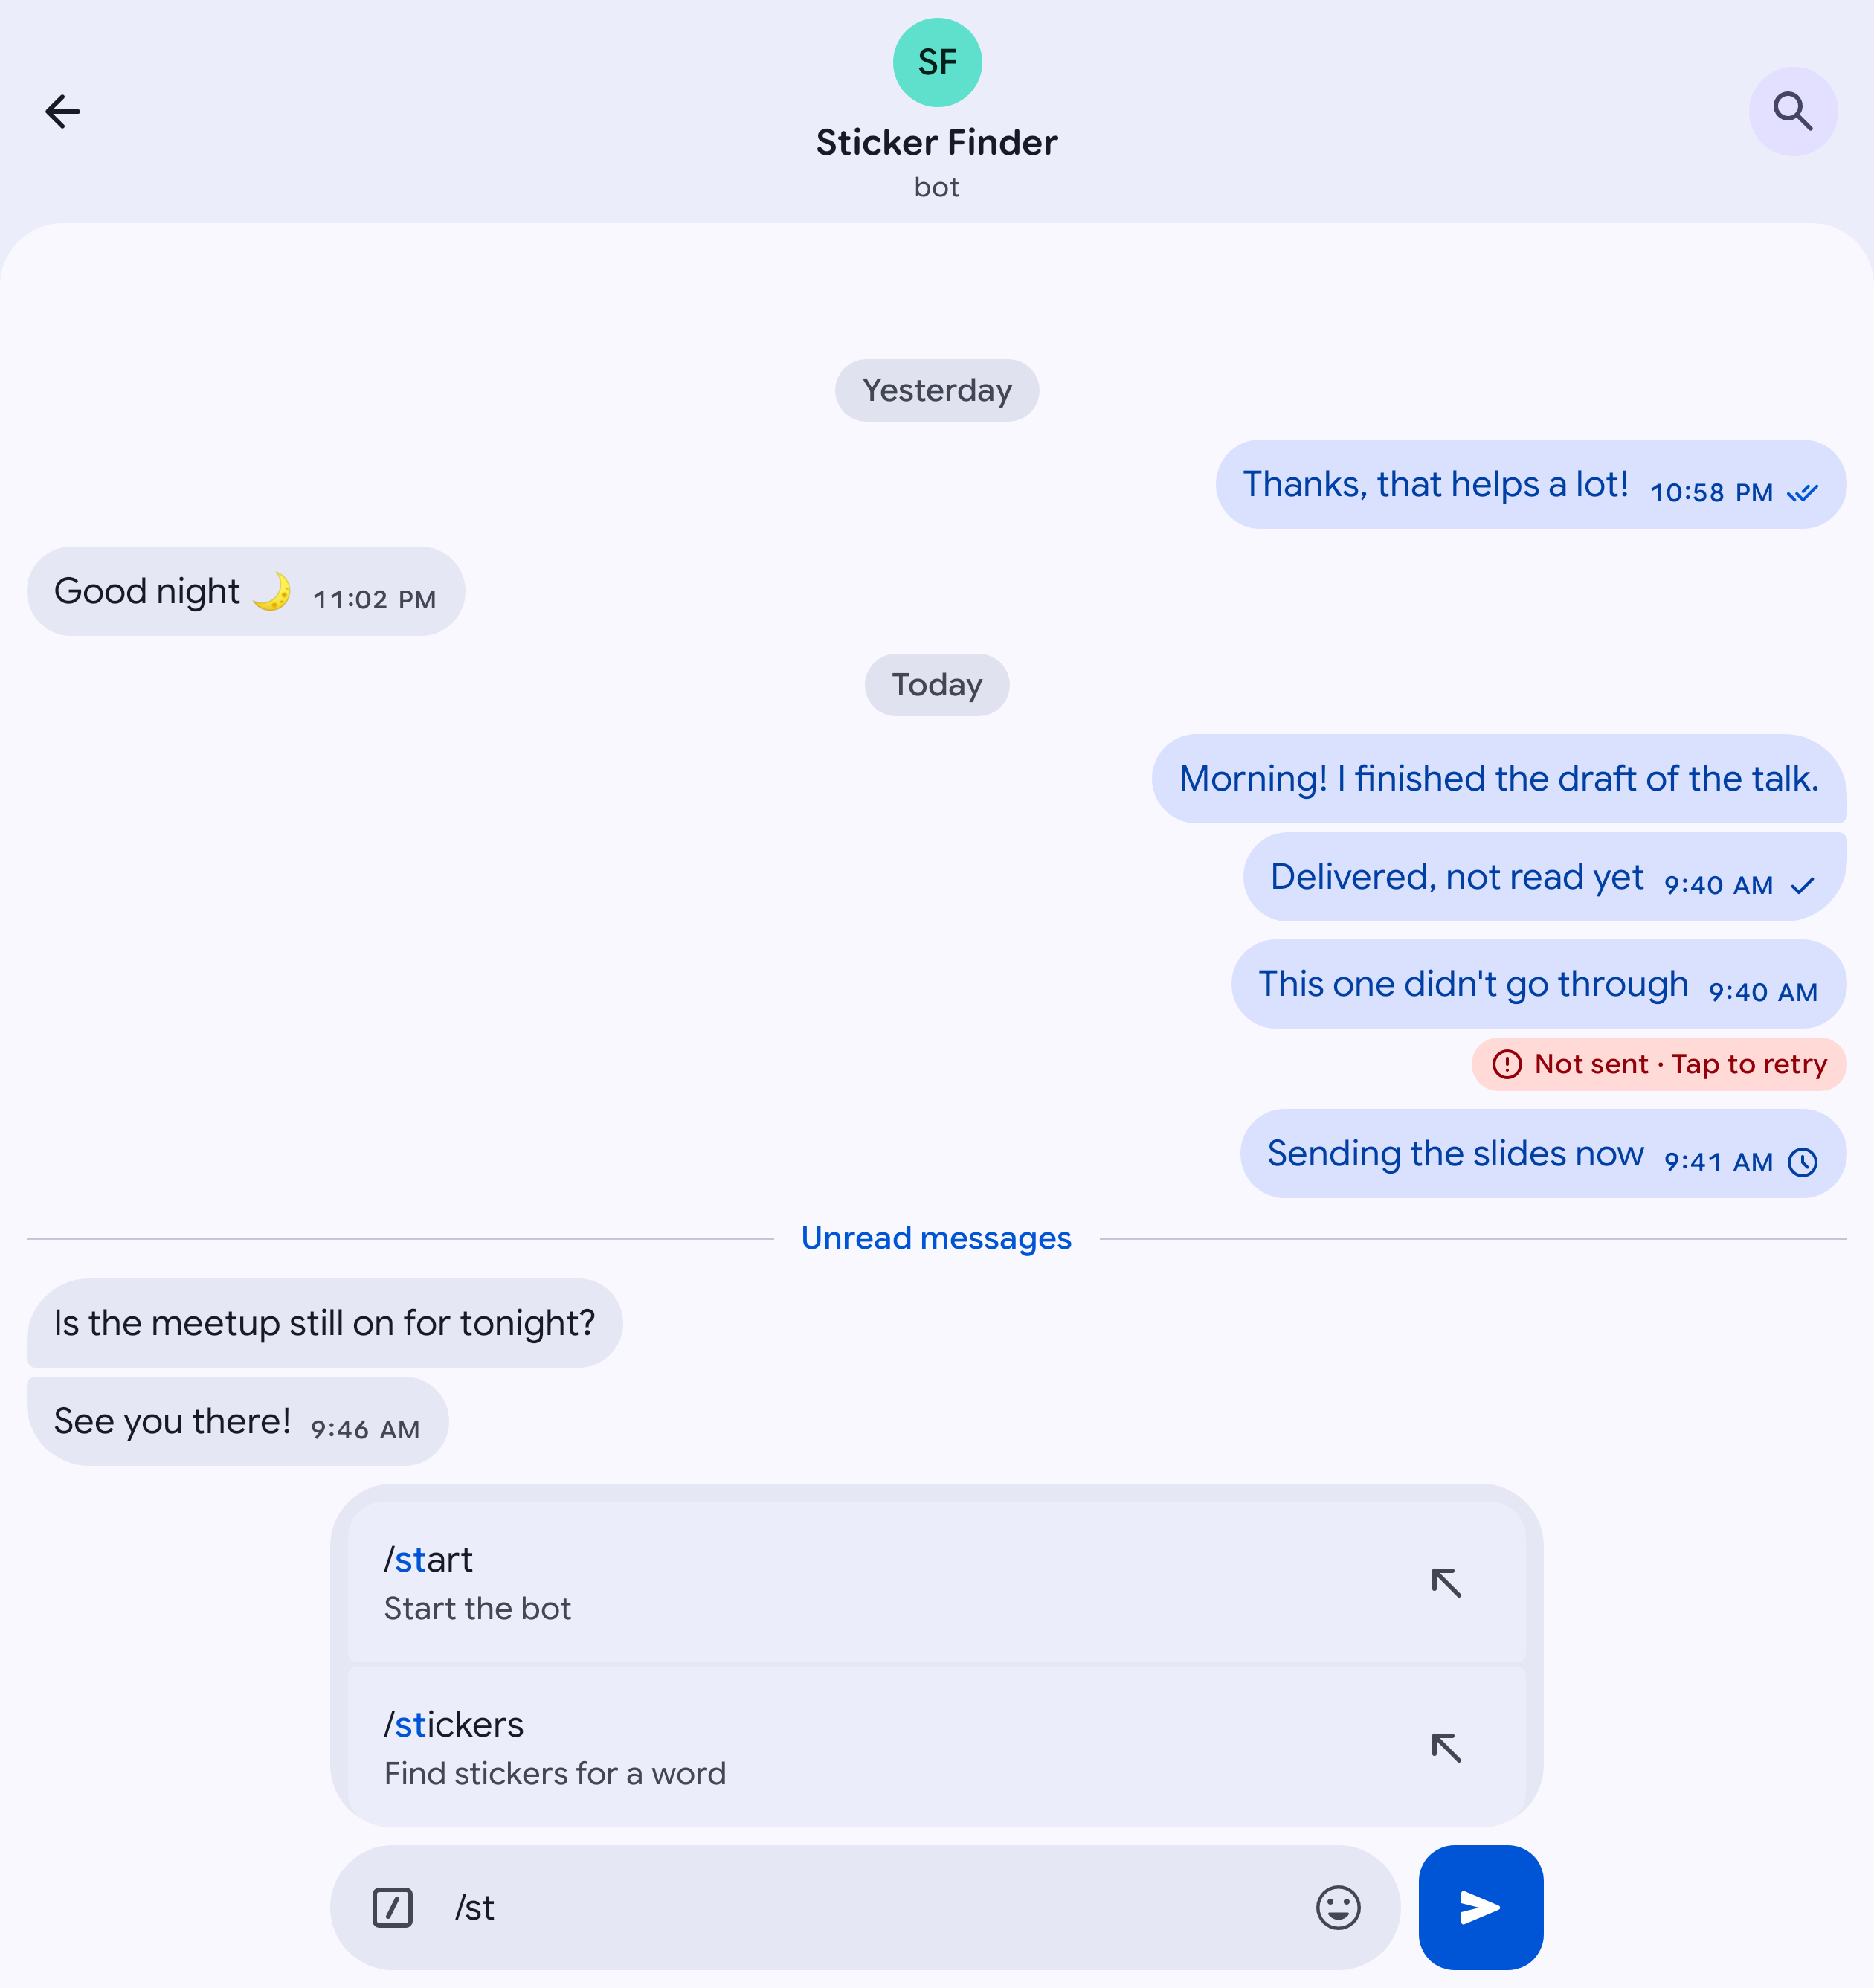 SF
Sticker Finder
bot
Yesterday
Thanks, that helps a lot! 10:58 PM
Good night 🌙 11:02 PM
Today
Morning! I finished the draft of the talk.
Delivered, not read yet 9:40 AM
This one didn't go through 9:40 AM
Not sent · Tap to retry
Sending the slides now 9:41 AM
Unread messages
Is the meetup still on for tonight?
See you there! 9:46 AM
/start
Start the bot
/stickers
Find stickers for a word
/st